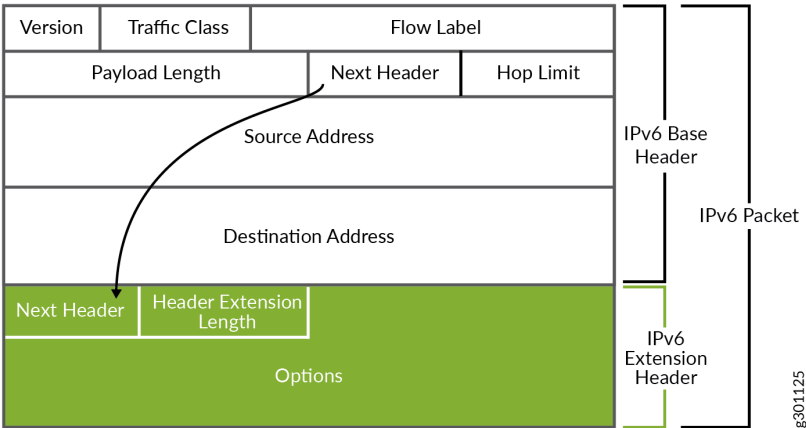 Version
Traffic Class
Flow Label
Payload Length
Next Header
Hop Limit
Source Address
Destination Address
Next Header
Header Extension
Length
Options
IPv6 Base
Header
IPv6 Packet
IPv6
Extension
Header
g301125